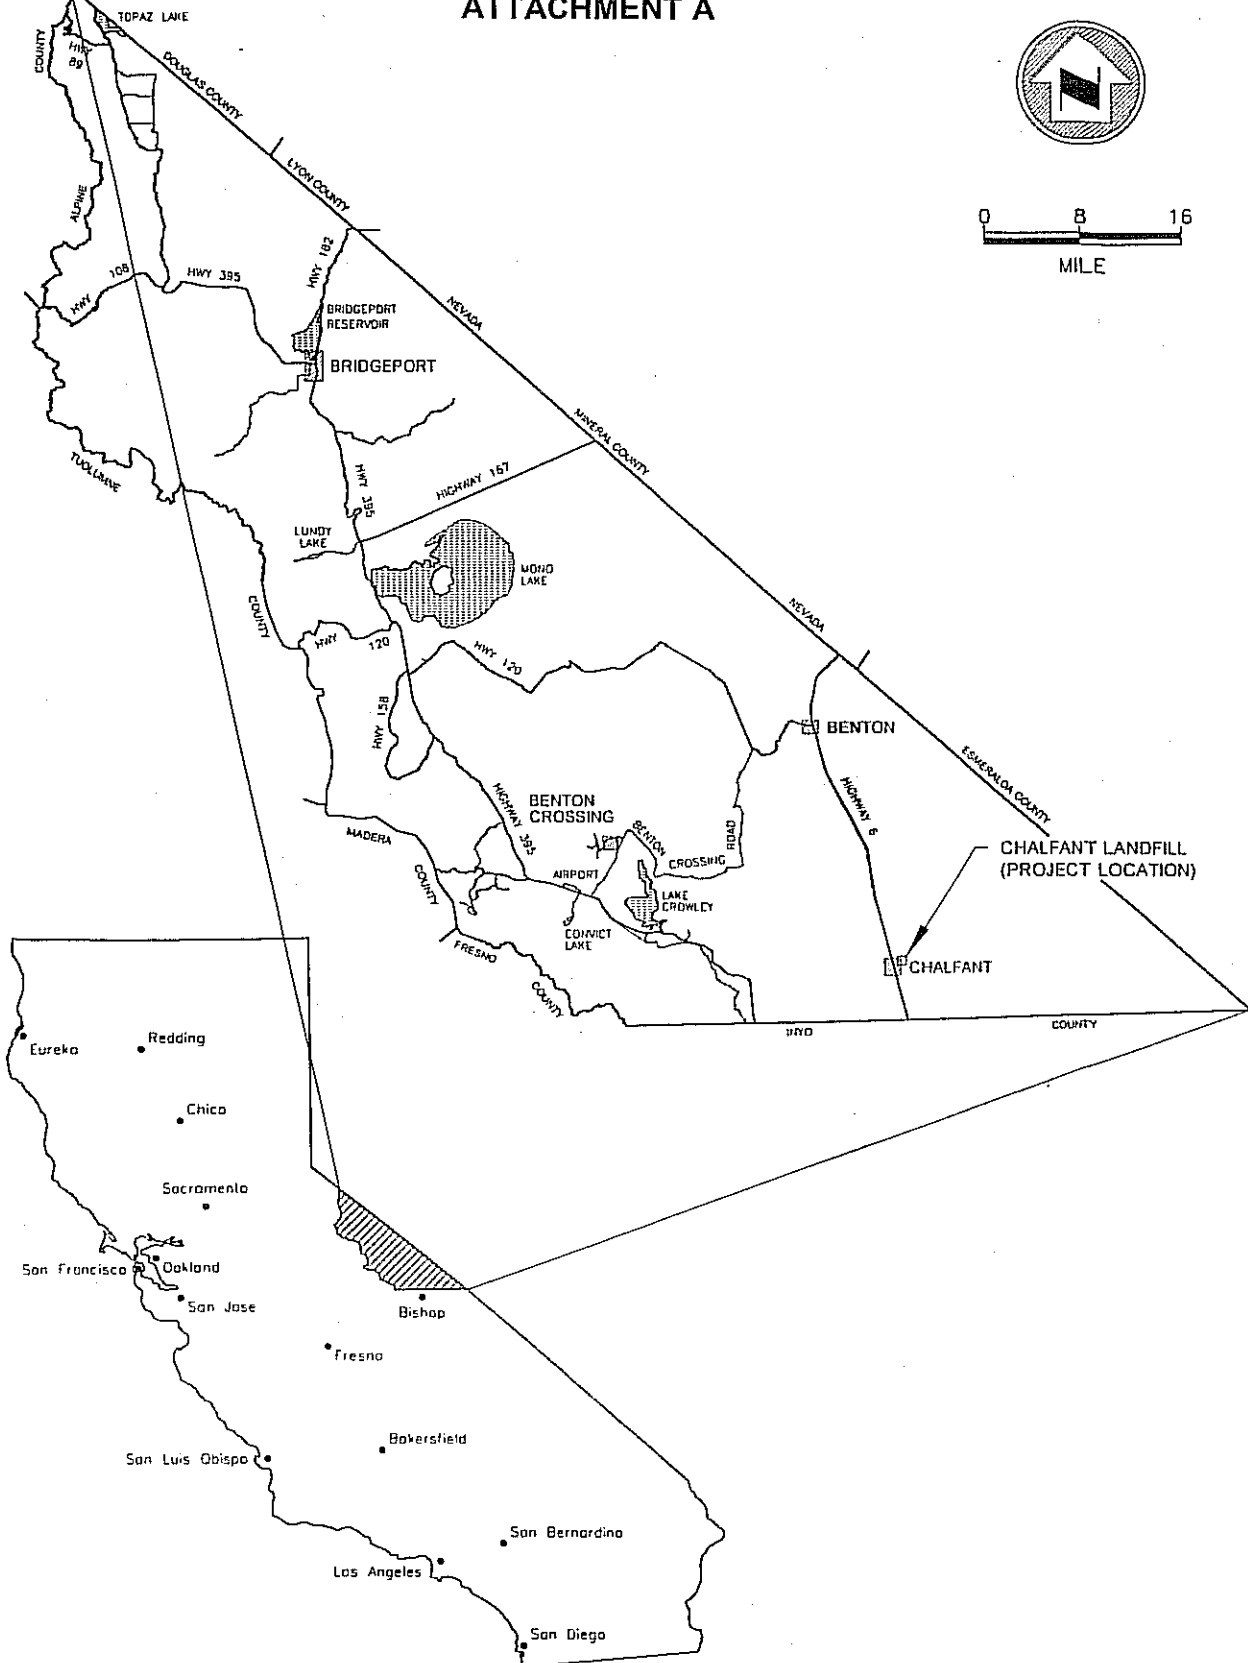 ATTACHMENT A
TOPAZ LAKE
COUNTY
HWY
89
DOUGLAS COUNTY
N
LYON COUNTY
ALPINE
0 8 16
MILE
HWY 182
HWY 108
HWY 395
BRIDGEPORT
RESERVOIR
NEVADA
BRIDGEPORT
MINERAL COUNTY
TUOLUMNE
HWY 395
HIGHWAY 167
LUNDY
LAKE
MONO
LAKE
COUNTY
NEVADA
HWY 120
HWY 120
HWY 158
BENTON
ESMERALDA COUNTY
HIGHWAY 6
HIGHWAY 395
BENTON
CROSSING
MADERA
BENTON
CROSSING
ROAD
CHALFANT LANDFILL
(PROJECT LOCATION)
COUNTY
AIRPORT
LAKE
CROWLEY
CONVICT
LAKE
FRESNO
COUNTY
CHALFANT
INYO
COUNTY
Eureka
Redding
Chico
Sacramento
San Francisco
Oakland
San Jose
Bishop
Fresno
San Luis Obispo
Bakersfield
San Bernardino
Los Angeles
San Diego